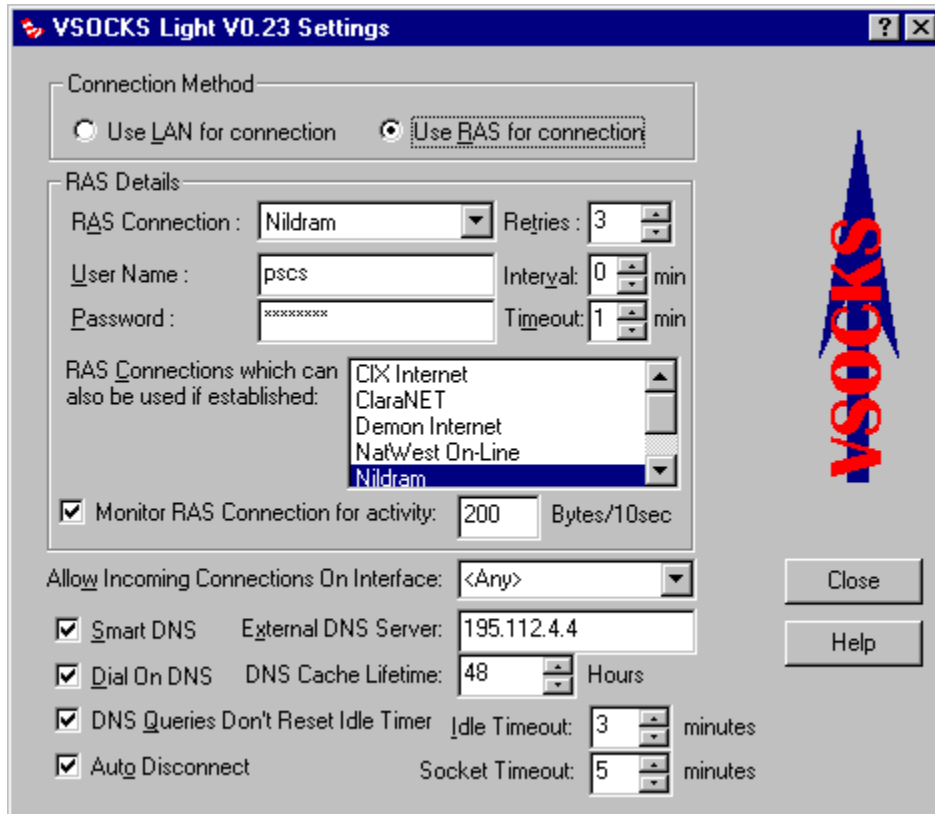 VSOCKS Light V0.23 Settings
Connection Method
Use LAN for connection
Use RAS for connection
RAS Details
RAS Connection : Nildram Retries : 3
User Name : pscs Interval: 0 min
Password : ******** Timeout: 1 min
RAS Connections which can
also be used if established:
CIX Internet
ClaraNET
Demon Internet
NatWest On-Line
Nildram
Monitor RAS Connection for activity: 200 Bytes/10sec
Allow Incoming Connections On Interface: <Any>
Smart DNS External DNS Server: 195.112.4.4
Dial On DNS DNS Cache Lifetime: 48 Hours
DNS Queries Don't Reset Idle Timer Idle Timeout: 3 minutes
Auto Disconnect Socket Timeout: 5 minutes
VSOCKS
Close
Help